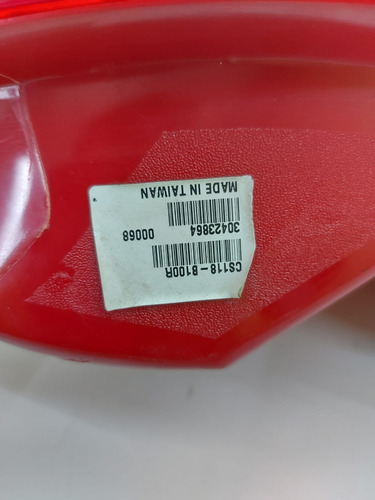 CS118-B100R
30423864 00068
MADE IN TAIWAN